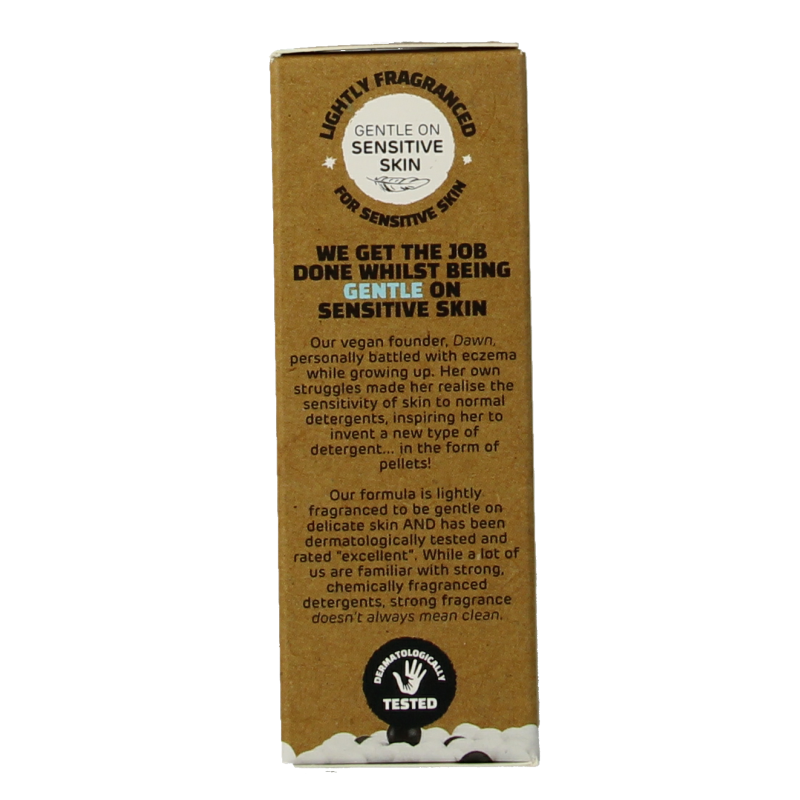 LIGHTLY FRAGRANCED
GENTLE ON
SENSITIVE
SKIN
FOR SENSITIVE SKIN
WE GET THE JOB
DONE WHILST BEING
GENTLE ON
SENSITIVE SKIN
Our vegan founder, Dawn,
personally battled with eczema
while growing up. Her own
struggles made her realise the
sensitivity of skin to normal
detergents, inspiring her to
invent a new type of
detergent... in the form of
pellets!
Our formula is lightly
fragranced to be gentle on
delicate skin AND has been
dermatologically tested and
rated "excellent". While a lot of
us are familiar with strong,
chemically fragranced
detergents, strong fragrance
doesn't always mean clean.
DERMATOLOGICALLY
TESTED